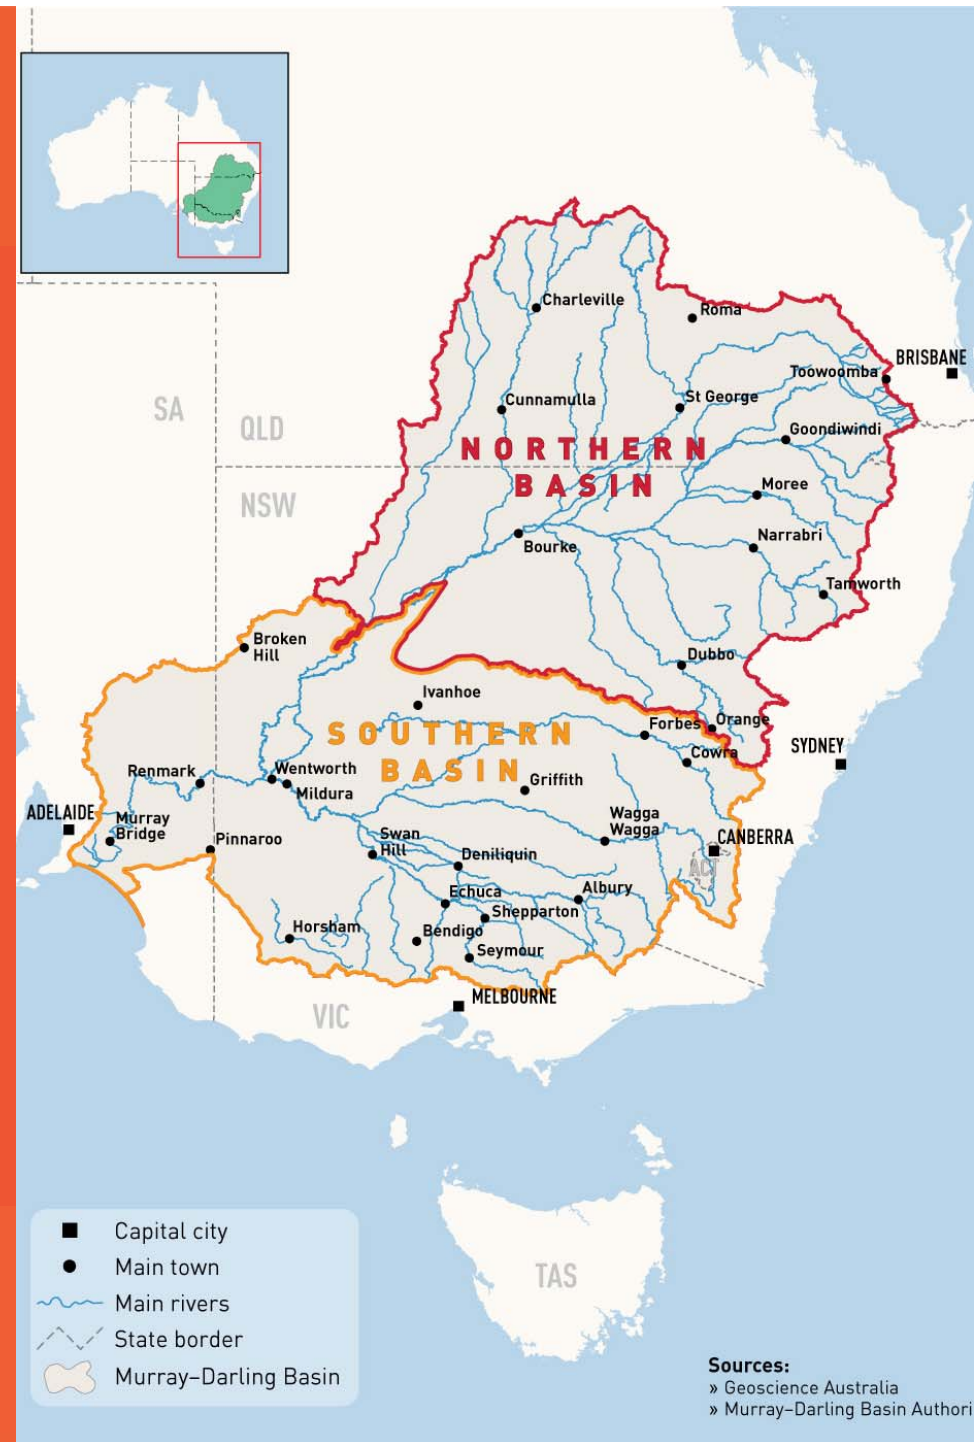 Charleville
Roma
BRISBANE
Toowoomba
Cunnamulla
St George
SA
QLD
Goondiwindi
NORTHERN
BASIN
Moree
NSW
Narrabri
Bourke
Tamworth
Broken
Hill
Dubbo
Ivanhoe
Forbes
Orange
SOUTHERN
BASIN
Cowra
SYDNEY
Renmark
Wentworth
Mildura
Griffith
ADELAIDE
Murray
Bridge
Pinnaroo
Swan
Hill
Wagga
Wagga
CANBERRA
Deniliquin
ACT
Echuca
Albury
Shepparton
Horsham
Bendigo
Seymour
MELBOURNE
VIC
TAS
Capital city
Main town
Main rivers
State border
Murray–Darling Basin
Sources:
» Geoscience Australia
» Murray–Darling Basin Authori